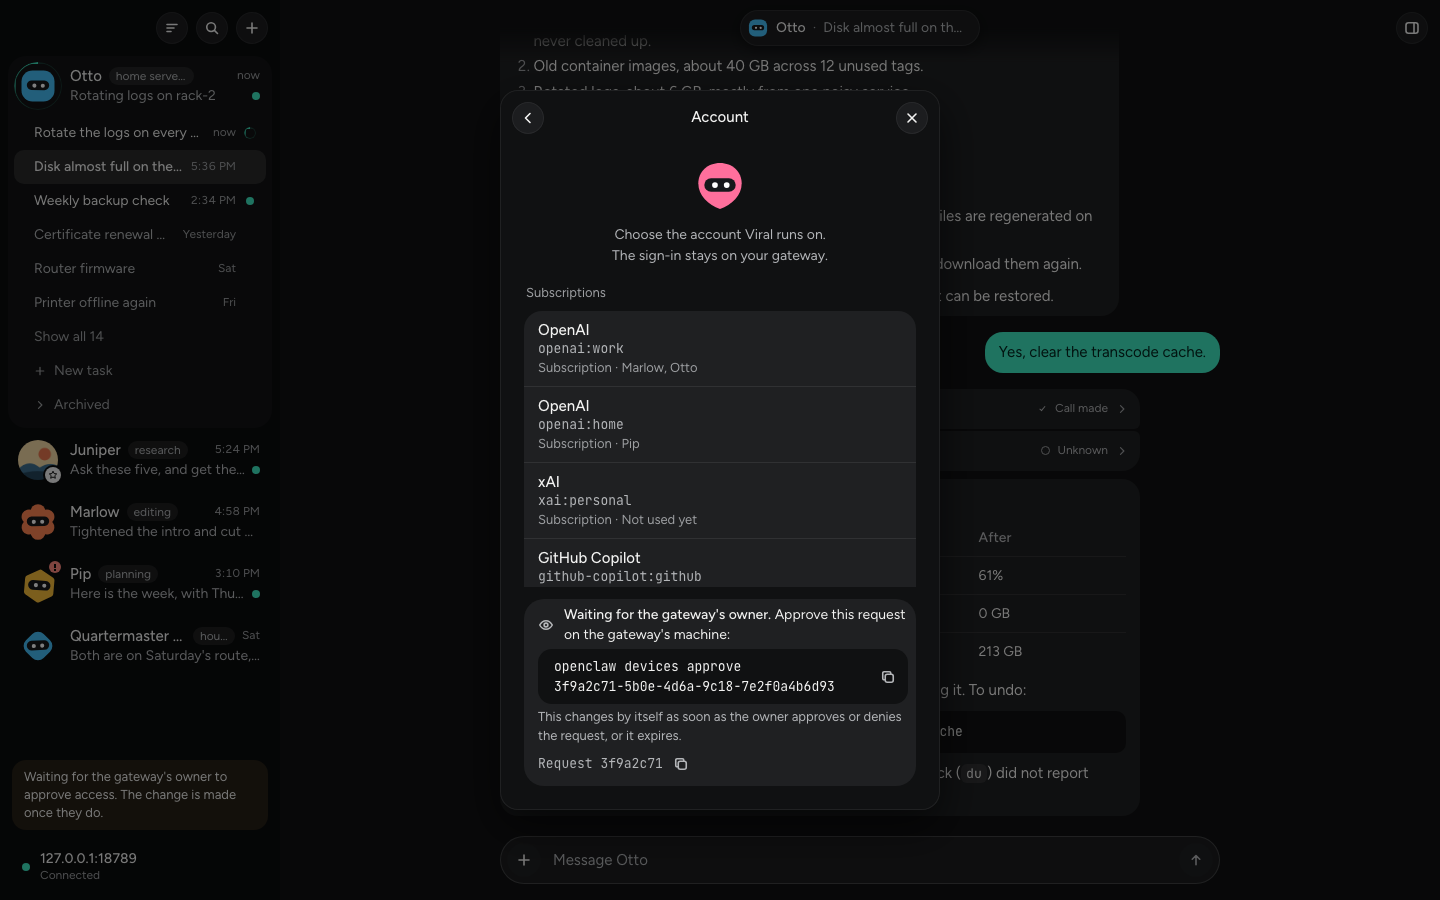 Otto
home serve...
now
Rotating logs on rack-2
Rotate the logs on every ...
now
Disk almost full on the...
5:36 PM
Weekly backup check
2:34 PM
Certificate renewal ...
Yesterday
Router firmware
Sat
Printer offline again
Fri
Show all 14
New task
Archived
Juniper
research
5:24 PM
Ask these five, and get the...
Marlow
editing
4:58 PM
Tightened the intro and cut ...
Pip
planning
3:10 PM
Here is the week, with Thu...
Quartermaster ...
hou...
Sat
Both are on Saturday's route,...
Waiting for the gateway's owner to
approve access. The change is made
once they do.
127.0.0.1:18789
Connected
Otto · Disk almost full on th...
never cleaned up.
2. Old container images, about 40 GB across 12 unused tags.
3. Rotated logs, about 6 GB, mostly from one noisy service.
iles are regenerated on
download them again.
can be restored.
Yes, clear the transcode cache.
Call made
Unknown
After
61%
0 GB
213 GB
g it. To undo:
che
ck ( du ) did not report
Message Otto
Account
Choose the account Viral runs on.
The sign-in stays on your gateway.
Subscriptions
OpenAI
openai:work
Subscription · Marlow, Otto
OpenAI
openai:home
Subscription · Pip
xAI
xai:personal
Subscription · Not used yet
GitHub Copilot
github-copilot:github
Waiting for the gateway's owner. Approve this request
on the gateway's machine:
openclaw devices approve
3f9a2c71-5b0e-4d6a-9c18-7e2f0a4b6d93
This changes by itself as soon as the owner approves or denies
the request, or it expires.
Request 3f9a2c71